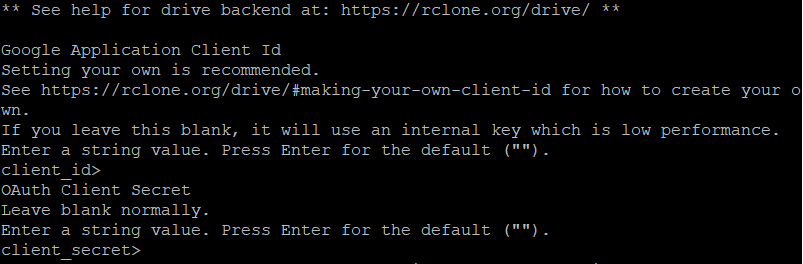 ** See help for drive backend at: https://rclone.org/drive/ **
Google Application Client Id
Setting your own is recommended.
See https://rclone.org/drive/#making-your-own-client-id for how to create your o
wn.
If you leave this blank, it will use an internal key which is low performance.
Enter a string value. Press Enter for the default ("").
client_id>
OAuth Client Secret
Leave blank normally.
Enter a string value. Press Enter for the default ("").
client_secret>